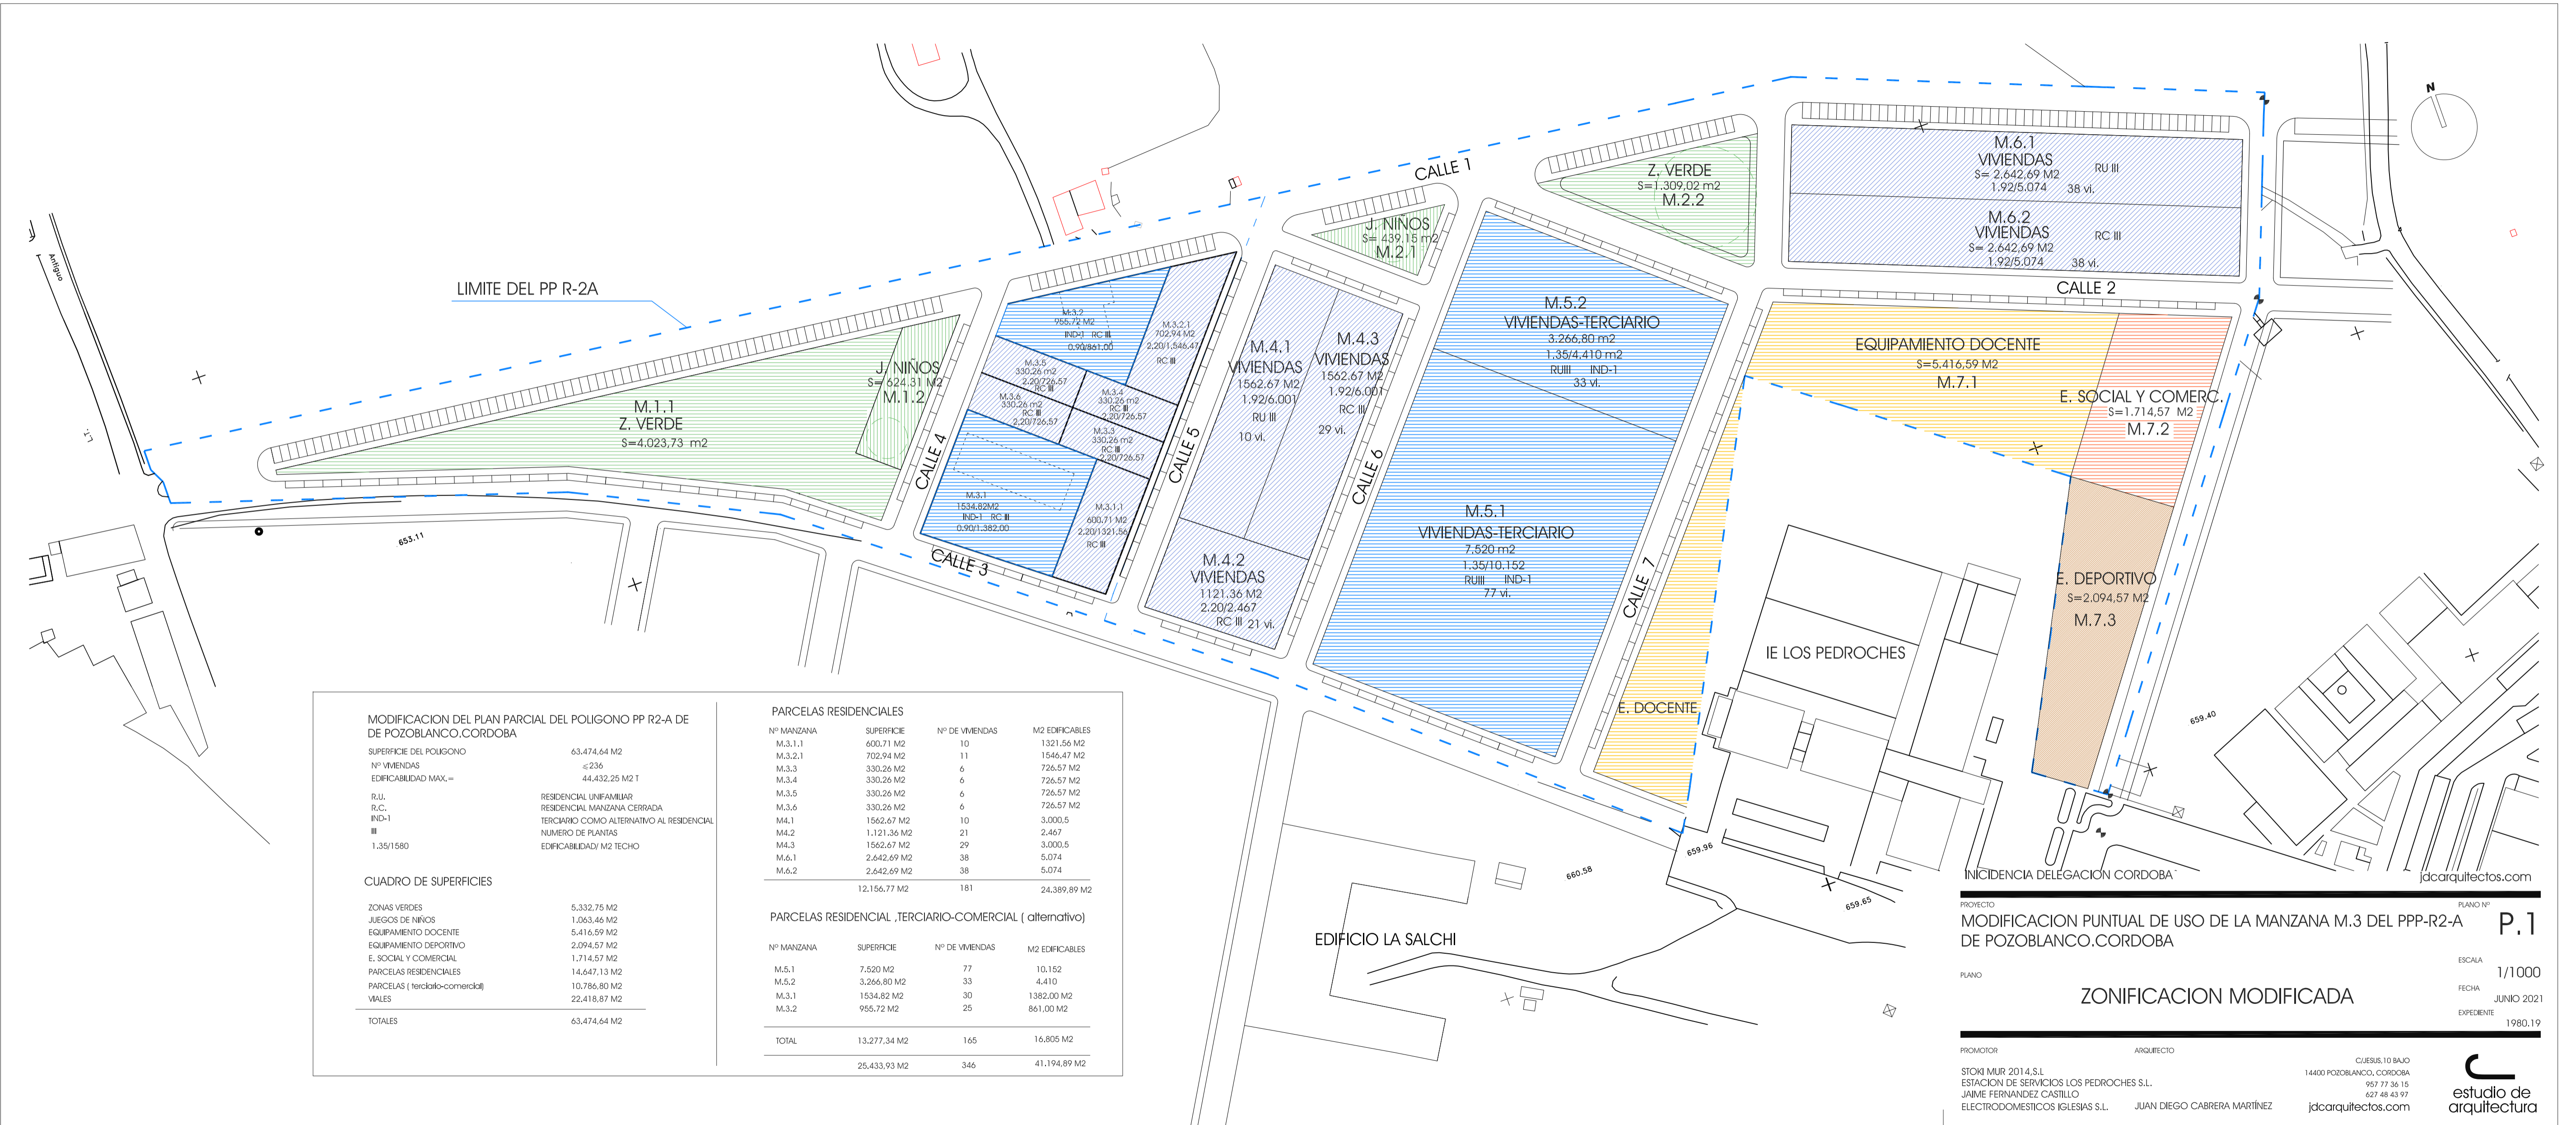 N
Antiguo
L.T.
LIMITE DEL PP R-2A
CALLE 1
M.1.1
Z. VERDE
S=4.023,73 m2
J. NIÑOS
S= 624.31 M2
M.1.2
CALLE 4
CALLE 3
M.3.2
955,72 M2
IND-1 RC III
0.90/861,00
M.3.2.1
702,94 M2
2,20/1,546,47
RC III
M.3.5
330,26 m2
2.20/726.57
RC III
M.3.6
330,26 m2
RC III
2,20/726,57
M.3.4
330,26 m2
RC III
2,20/726.57
M.3.3
330,26 m2
RC III
2,20/726.57
M.3.1
1534,82M2
IND-1 RC III
0.90/1,382,00
M.3.1.1
600.71 M2
2.20/1321.56
RC III
CALLE 5
M.4.1
VIVIENDAS
1562.67 M2
1.92/6.001
RU III
10 vi.
M.4.3
VIVIENDAS
1562.67 M2
1.92/6.001
RC III
29 vi.
M.4.2
VIVIENDAS
1121.36 M2
2.20/2.467
RC III 21 vi.
CALLE 6
J. NIÑOS
S= 439,15 m2
M.2.1
Z. VERDE
S=1.309,02 m2
M.2.2
M.5.2
VIVIENDAS-TERCIARIO
3.266,80 m2
1.35/4.410 m2
RUIII IND-1
33 vi.
M.5.1
VIVIENDAS-TERCIARIO
7.520 m2
1.35/10.152
RUIII IND-1
77 vi.
CALLE 7
M.6.1
VIVIENDAS
S= 2.642,69 M2
1.92/5.074 38 vi.
RU III
M.6.2
VIVIENDAS
S= 2.642,69 M2
1.92/5.074 38 vi.
RC III
CALLE 2
EQUIPAMIENTO DOCENTE
S=5.416,59 M2
M.7.1
E. SOCIAL Y COMERC.
S=1.714,57 M2
M.7.2
E. DEPORTIVO
S=2.094,57 M2
M.7.3
E. DOCENTE
IE LOS PEDROCHES
EDIFICIO LA SALCHI
653.11
660.58
659.96
659.65
659.40
MODIFICACION DEL PLAN PARCIAL DEL POLIGONO PP R2-A DE
DE POZOBLANCO.CORDOBA
SUPERFICIE DEL POLIGONO 63.474,64 M2
Nº VIVIENDAS ⩽236
EDIFICABILIDAD MAX.= 44,432,25 M2 T
R.U. RESIDENCIAL UNIFAMILIAR
R.C. RESIDENCIAL MANZANA CERRADA
IND-1 TERCIARIO COMO ALTERNATIVO AL RESIDENCIAL
III NUMERO DE PLANTAS
1.35/1580 EDIFICABILIDAD/ M2 TECHO
CUADRO DE SUPERFICIES
ZONAS VERDES 5,332,75 M2
JUEGOS DE NIÑOS 1,063,46 M2
EQUIPAMIENTO DOCENTE 5,416,59 M2
EQUIPAMIENTO DEPORTIVO 2,094,57 M2
E. SOCIAL Y COMERCIAL 1,714,57 M2
PARCELAS RESIDENCIALES 14,647,13 M2
PARCELAS ( terciario-comercial) 10,786,80 M2
VIALES 22,418,87 M2
TOTALES 63,474,64 M2
PARCELAS RESIDENCIALES
Nº MANZANA SUPERFICIE Nº DE VIVIENDAS M2 EDIFICABLES
M.3.1.1 600.71 M2 10 1321.56 M2
M.3.2.1 702.94 M2 11 1546,47 M2
M.3.3 330.26 M2 6 726.57 M2
M.3.4 330.26 M2 6 726.57 M2
M.3.5 330,26 M2 6 726.57 M2
M.3.6 330,26 M2 6 726.57 M2
M4.1 1562.67 M2 10 3.000,5
M4.2 1.121.36 M2 21 2.467
M4.3 1562.67 M2 29 3.000,5
M.6.1 2.642,69 M2 38 5.074
M.6.2 2.642,69 M2 38 5.074
12.156.77 M2 181 24.389,89 M2
PARCELAS RESIDENCIAL ,TERCIARIO-COMERCIAL ( alternativo)
Nº MANZANA SUPERFICIE Nº DE VIVIENDAS M2 EDIFICABLES
M.5.1 7.520 M2 77 10.152
M.5.2 3.266,80 M2 33 4.410
M.3.1 1534.82 M2 30 1382.00 M2
M.3.2 955.72 M2 25 861.00 M2
TOTAL 13.277,34 M2 165 16.805 M2
25.433,93 M2 346 41.194,89 M2
INICIDENCIA DELEGACION CORDOBA
jdcarquitectos.com
PROYECTO
MODIFICACION PUNTUAL DE USO DE LA MANZANA M.3 DEL PPP-R2-A
DE POZOBLANCO.CORDOBA
PLANO Nº
P.1
ESCALA
1/1000
PLANO
ZONIFICACION MODIFICADA
FECHA
JUNIO 2021
EXPEDIENTE
1980.19
PROMOTOR
STOKI MUR 2014,S.L
ESTACION DE SERVICIOS LOS PEDROCHES S.L.
JAIME FERNANDEZ CASTILLO
ELECTRODOMESTICOS IGLESIAS S.L.
ARQUITECTO
JUAN DIEGO CABRERA MARTÍNEZ
C/JESUS,10 BAJO
14400 POZOBLANCO, CORDOBA
957 77 36 15
627 48 43 97
jdcarquitectos.com
estudio de
arquitectura